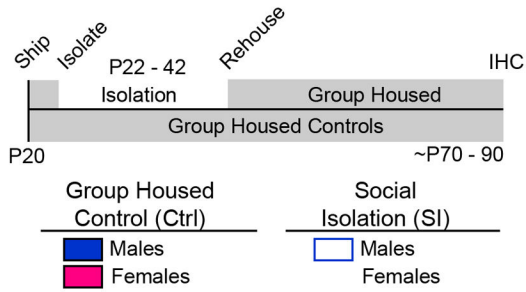 Ship
Isolate
P22 - 42
Rehouse
IHC
Isolation
Group Housed
Group Housed Controls
P20
~P70 - 90
Group Housed
Control (Ctrl)
Males
Females
Social
Isolation (SI)
Males
Females